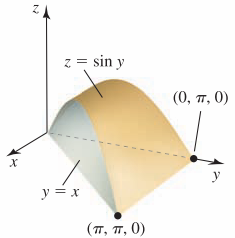 z
z = sin y
(0, π, 0)
x
y
y = x
(π, π, 0)